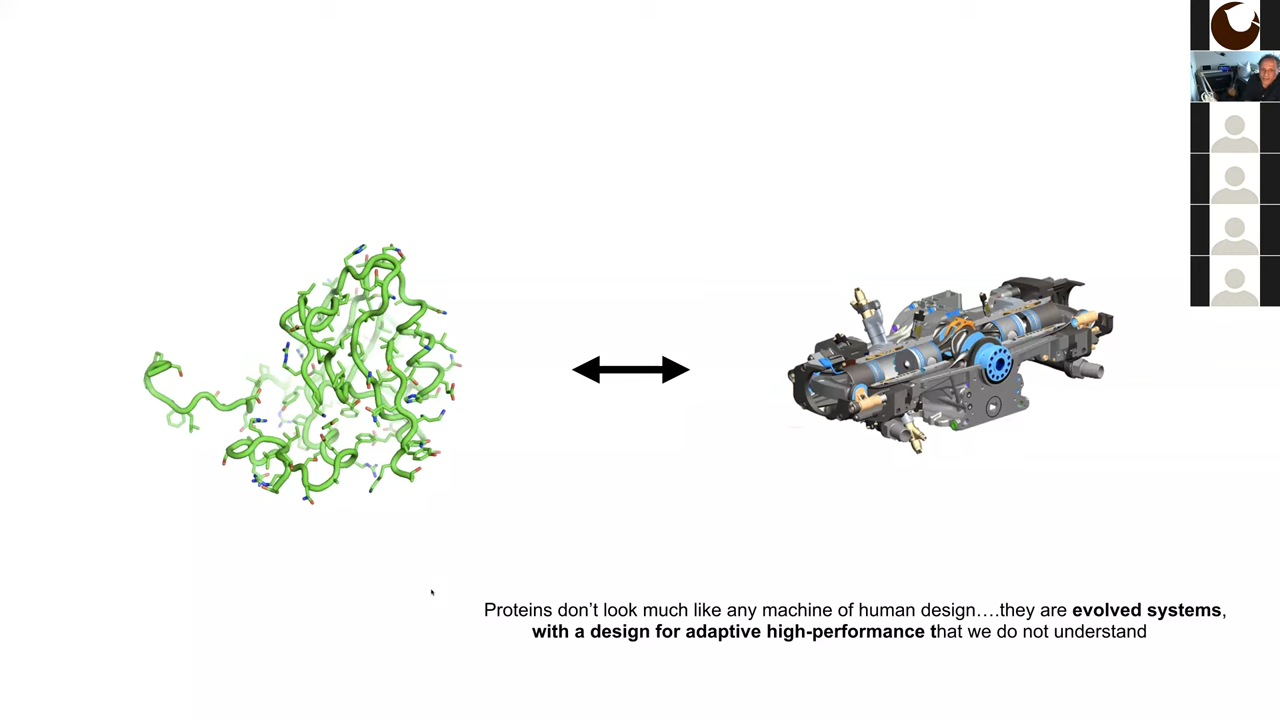 Proteins don’t look much like any machine of human design….they are evolved systems,
with a design for adaptive high-performance that we do not understand